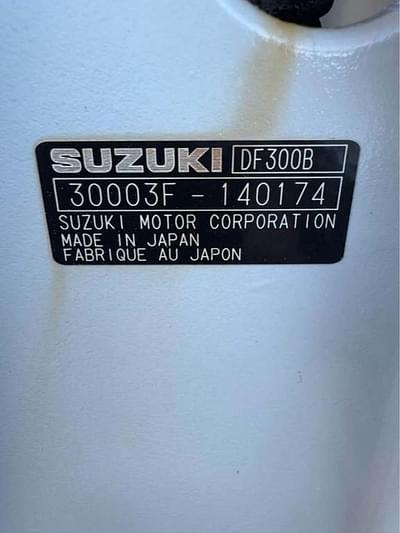 SUZUKI DF300B
30003F-140174
SUZUKI MOTOR CORPORATION
MADE IN JAPAN
FABRIQUE AU JAPON